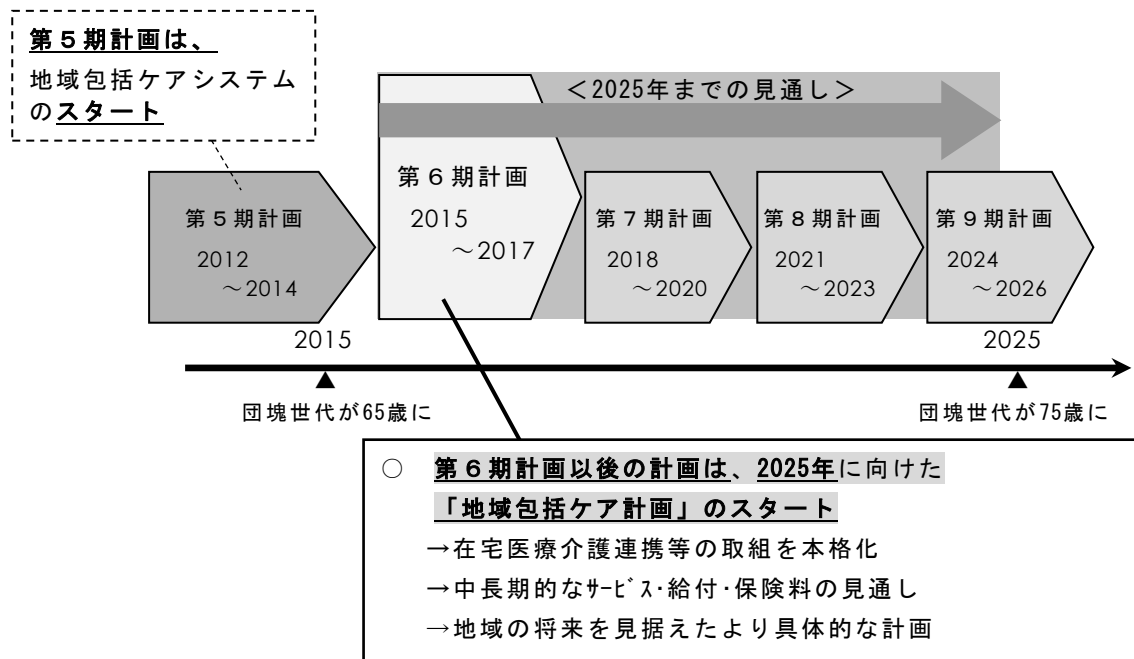 第５期計画は、
地域包括ケアシステム
のスタート
＜2025年までの見通し＞
第５期計画
2012
～2014
第６期計画
2015
～2017
第７期計画
2018
～2020
第８期計画
2021
～2023
第９期計画
2024
～2026
2015
2025
▲
▲
団塊世代が65歳に
団塊世代が75歳に
○ 第６期計画以後の計画は、2025年に向けた
「地域包括ケア計画」のスタート
→在宅医療介護連携等の取組を本格化
→中長期的なｻｰﾋﾞｽ･給付･保険料の見通し
→地域の将来を見据えたより具体的な計画